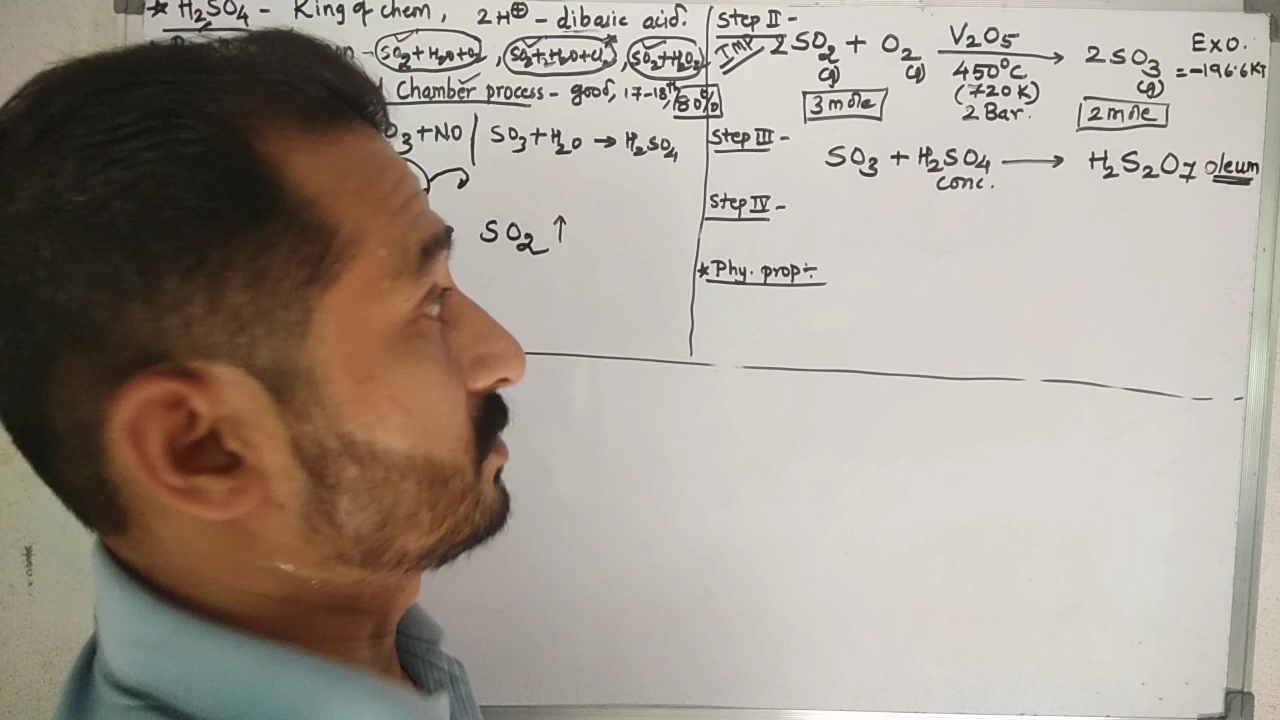 * H₂SO₄ - King of chem, 2H⊕ - dibasic acid.
SO₂ + H₂O + O₂, SO₂ + H₂O + Cl₂*, SO₂ + H₂O₂
Chamber process - good, 17-18th, 80%
O₃ + NO | SO₃ + H₂O → H₂SO₄
SO₂ ↑
Step II -
IMP 2SO₂ + O₂ V₂O₅ → 2SO₃ Exo.
(g) (g) 450°C (g) = -196.6 KJ
(720K)
3 mole 2 Bar. 2 mole
Step III -
SO₃ + H₂SO₄ → H₂S₂O₇ oleum
conc.
Step IV -
* Phy. prop :-